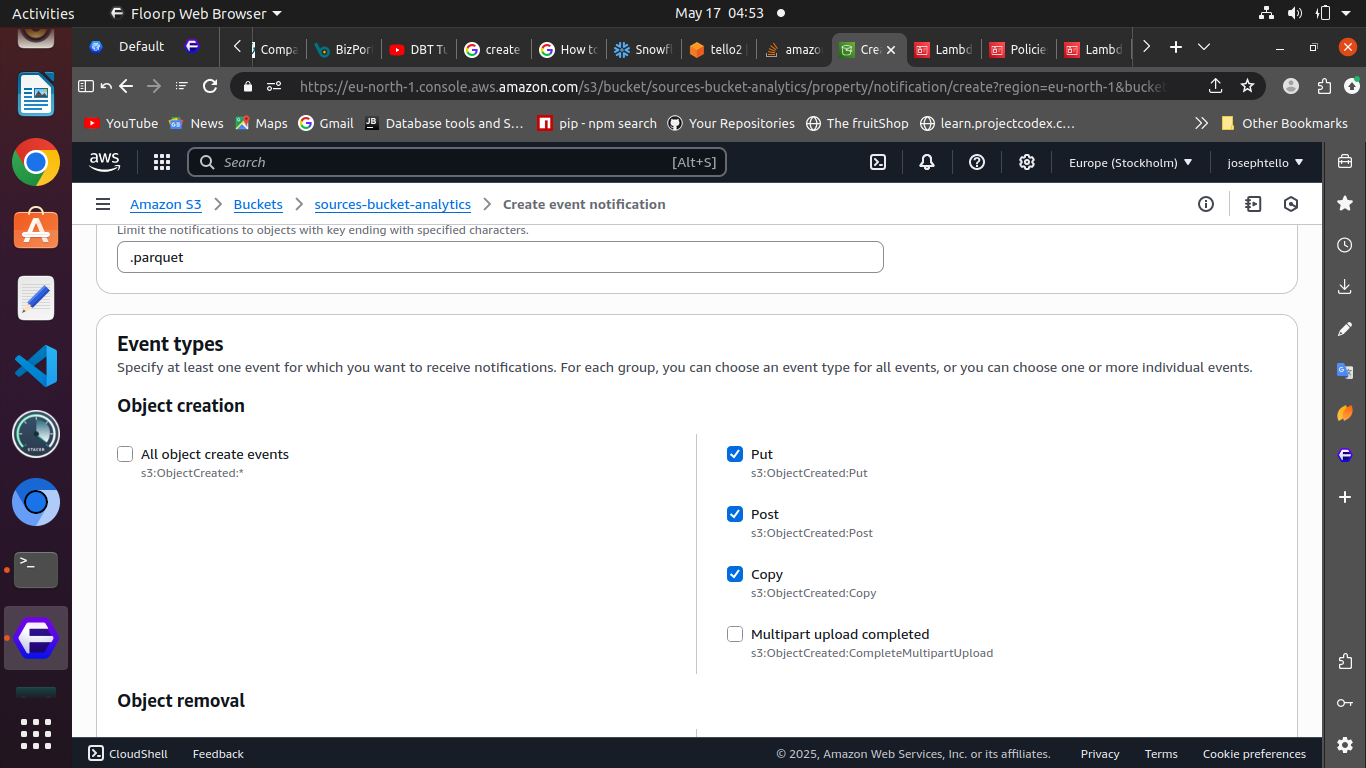 Activities
Floorp Web Browser
May 17 04:53
Default
Compa
BizPor
DBT Tu
create
How to
Snowfl
tello2
amazo
Cre
Lambd
Policie
Lambd
https://eu-north-1.console.aws.amazon.com/s3/bucket/sources-bucket-analytics/property/notification/create?region=eu-north-1&bucket
YouTube
News
Maps
Gmail
Database tools and S...
pip - npm search
Your Repositories
The fruitShop
learn.projectcodex.c...
Other Bookmarks
aws
Search
[Alt+S]
Europe (Stockholm)
josephtello
Amazon S3
Buckets
sources-bucket-analytics
Create event notification
Limit the notifications to objects with key ending with specified characters.
.parquet
Event types
Specify at least one event for which you want to receive notifications. For each group, you can choose an event type for all events, or you can choose one or more individual events.
Object creation
All object create events
s3:ObjectCreated:*
Put
s3:ObjectCreated:Put
Post
s3:ObjectCreated:Post
Copy
s3:ObjectCreated:Copy
Multipart upload completed
s3:ObjectCreated:CompleteMultipartUpload
Object removal
CloudShell
Feedback
© 2025, Amazon Web Services, Inc. or its affiliates.
Privacy
Terms
Cookie preferences